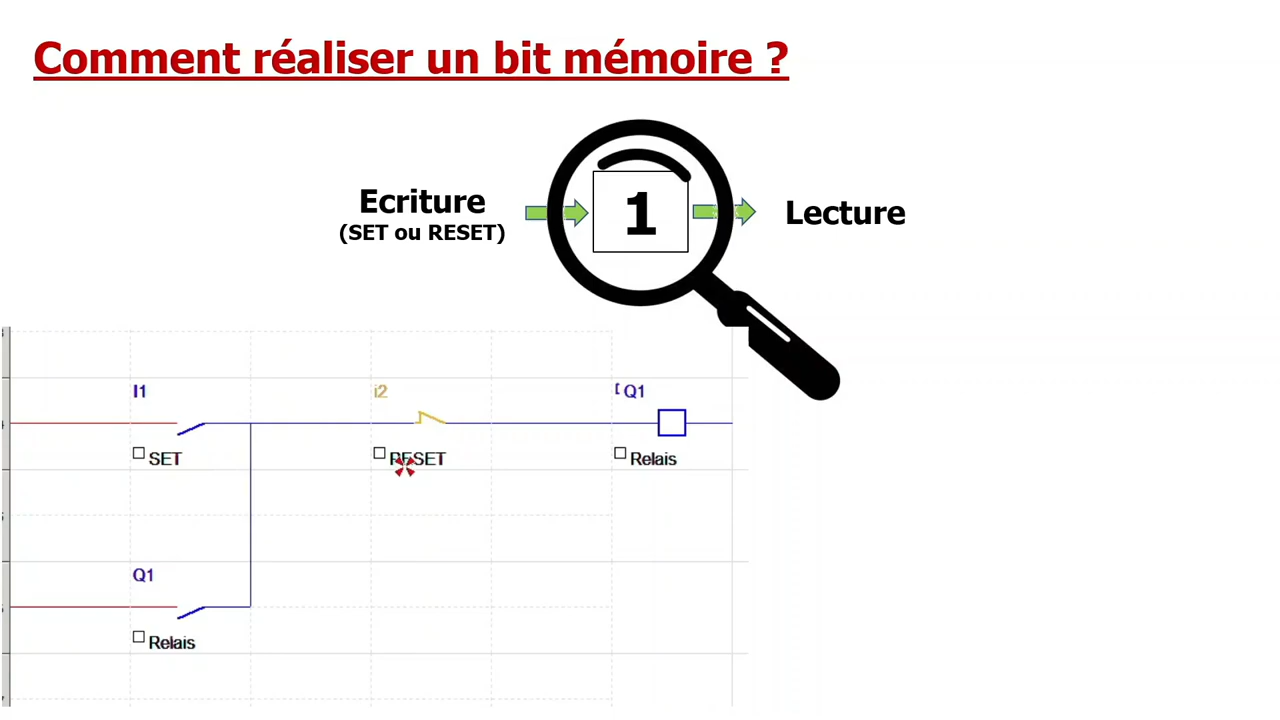 Comment réaliser un bit mémoire ?
Ecriture
(SET ou RESET)
1
Lecture
I1
i2
[ Q1
SET
RESET
Relais
Q1
Relais